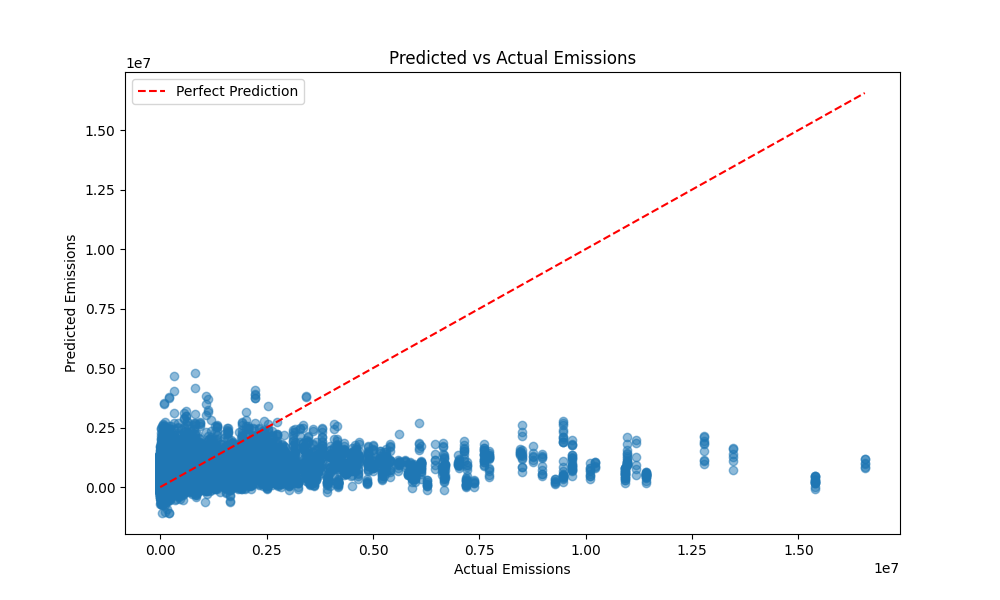 Predicted vs Actual Emissions
1e7
Perfect Prediction
1.50
1.25
1.00
0.75
0.50
0.25
0.00
Predicted Emissions
0.00 0.25 0.50 0.75 1.00 1.25 1.50
Actual Emissions
1e7